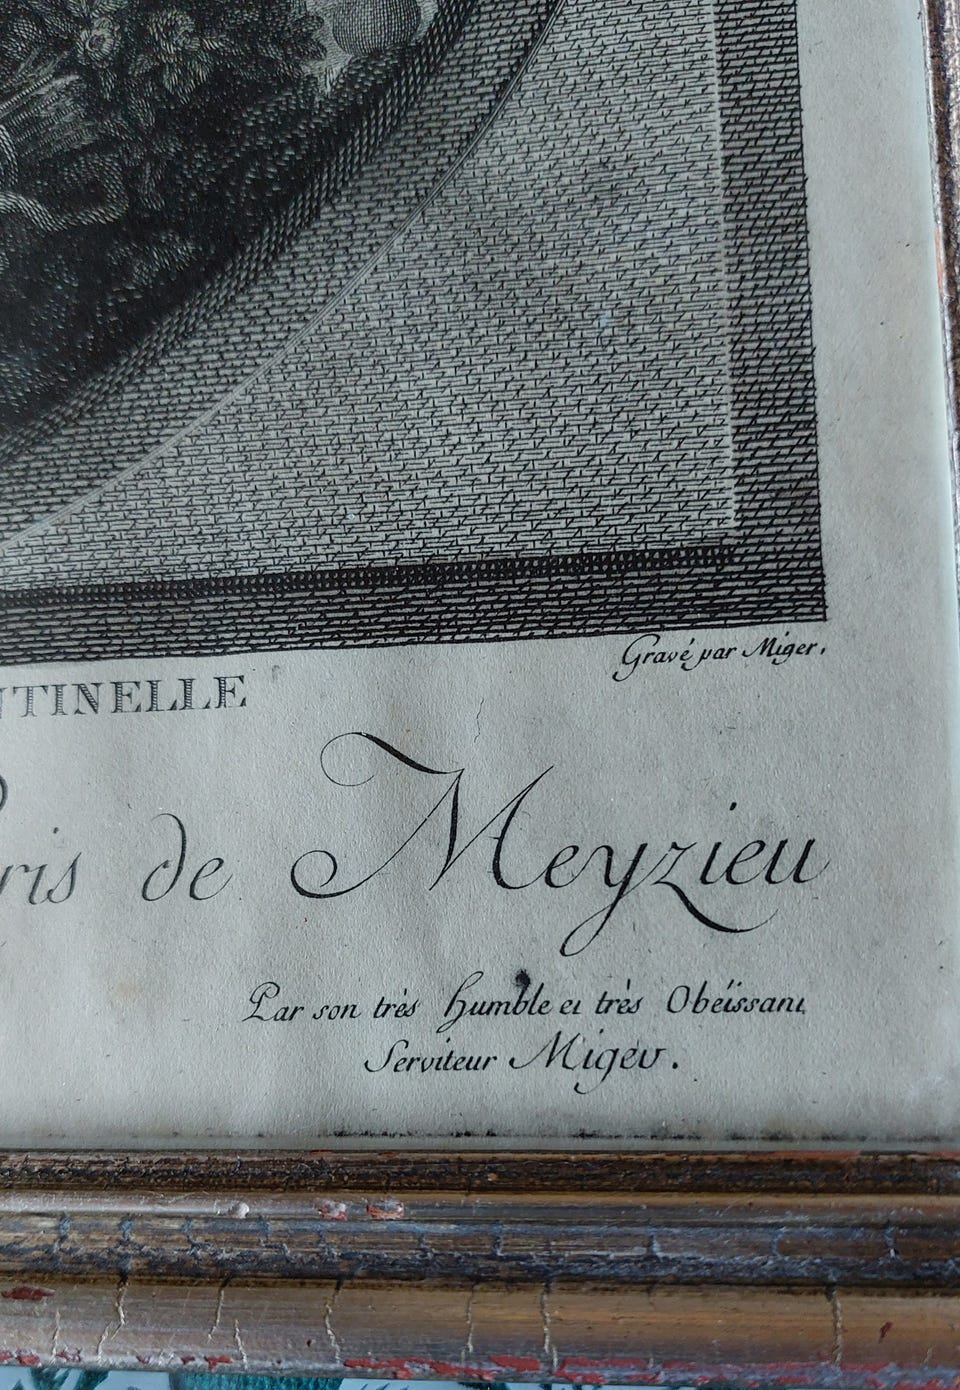 Gravé par Miger.
NTINELLE
ris de Meyzieu
Par son très humble et très Obéissant
Serviteur Miger.